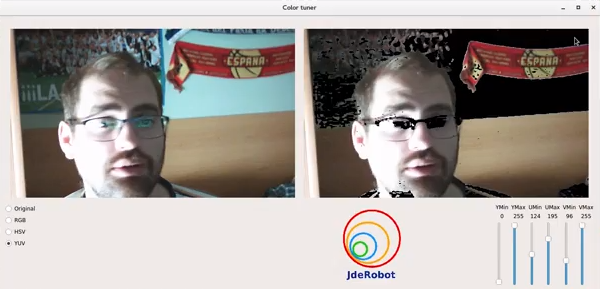 Color tuner
iiiLA
ESPAÑA
ESPAÑA
Original
RGB
HSV
YUV
YMin YMax UMin UMax VMin VMax
0 255 124 195 96 255
JdeRobot